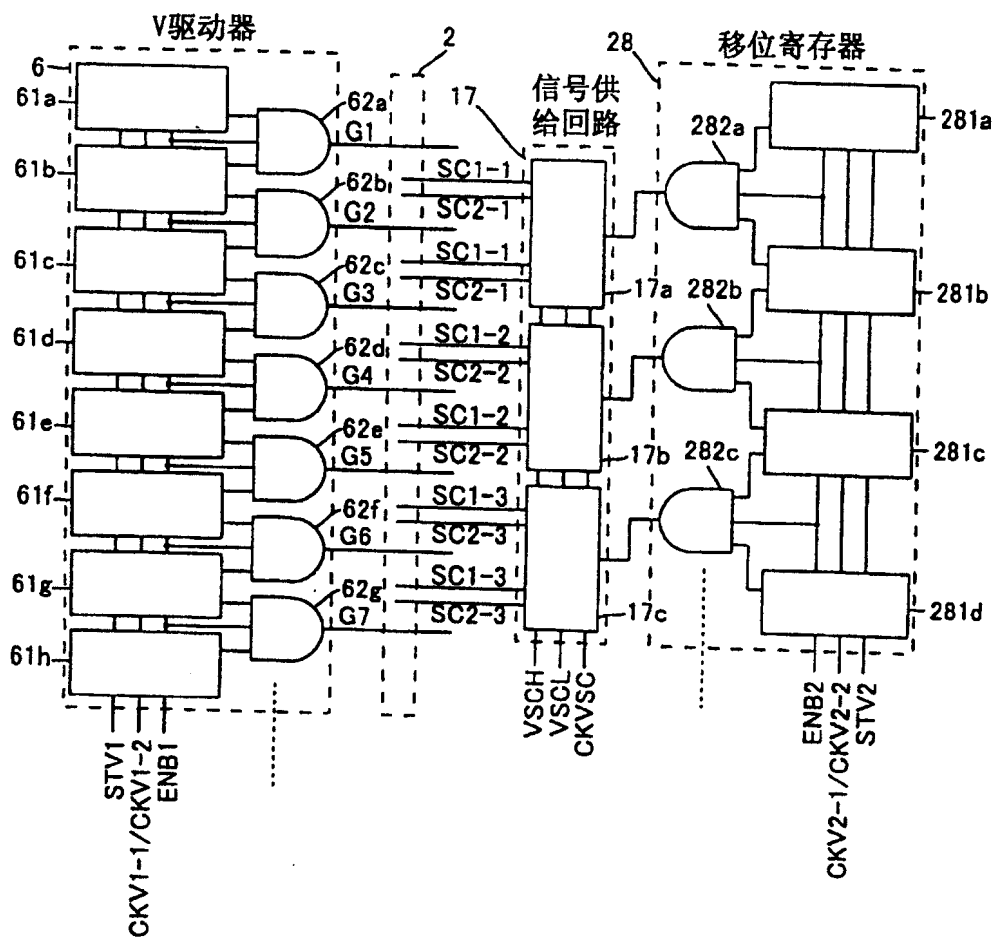 V驱动器
6
61a
61b
61c
61d
61e
61f
61g
61h
62a
G1
62b
G2
62c
G3
62d
G4
62e
G5
62f
G6
62g
G7
STV1
CKV1-1/CKV1-2
ENB1
2
SC1-1
SC2-1
SC1-1
SC2-1
SC1-2
SC2-2
SC1-2
SC2-2
SC1-3
SC2-3
SC1-3
SC2-3
17
信号供
给回路
17a
17b
17c
VSCH
VSCL
CKVSC
28
移位寄存器
282a
282b
282c
281a
281b
281c
281d
ENB2
CKV2-1/CKV2-2
STV2